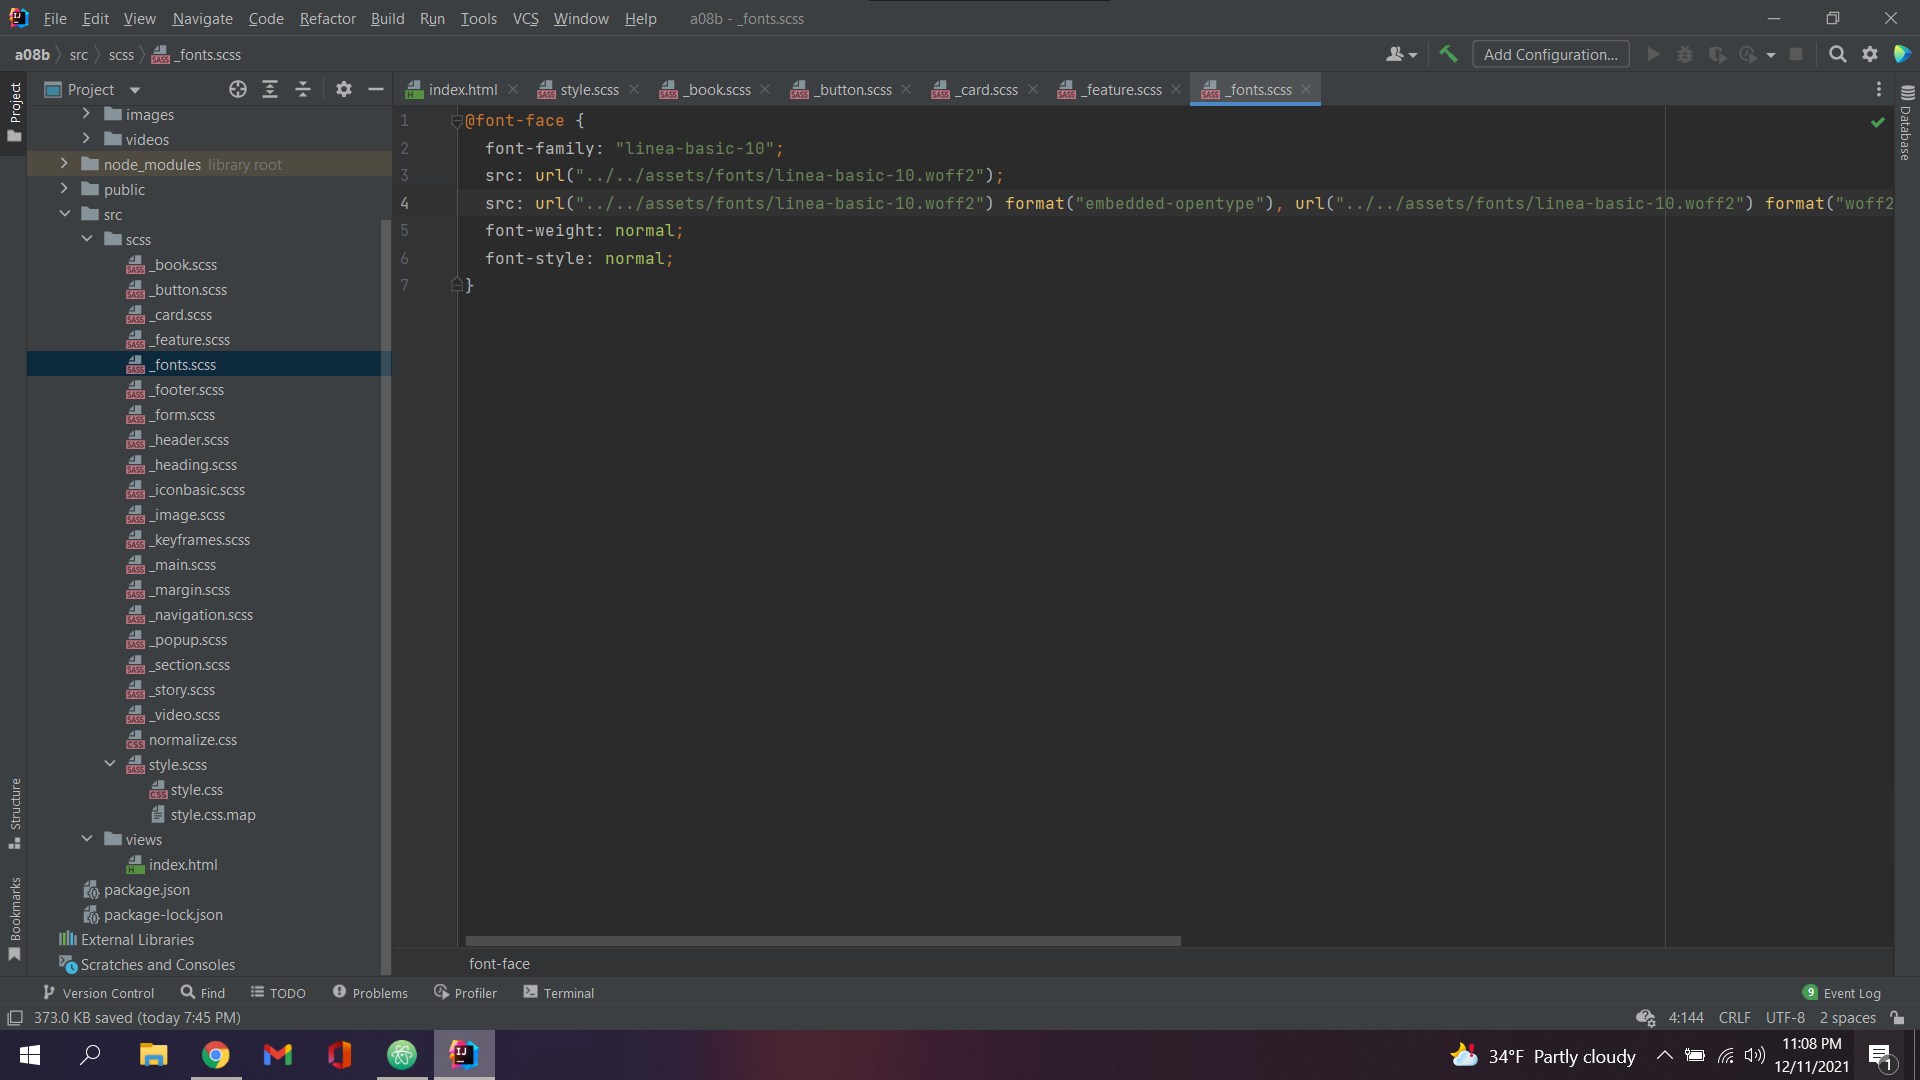 File Edit View Navigate Code Refactor Build Run Tools VCS Window Help a08b - _fonts.scss
a08b src scss _fonts.scss Add Configuration...
Project index.html style.scss _book.scss _button.scss _card.scss _feature.scss _fonts.scss
Project
Database
images
videos
node_modules library root
public
src
scss
_book.scss
_button.scss
_card.scss
_feature.scss
_fonts.scss
_footer.scss
_form.scss
_header.scss
_heading.scss
_iconbasic.scss
_image.scss
_keyframes.scss
_main.scss
_margin.scss
_navigation.scss
_popup.scss
_section.scss
_story.scss
_video.scss
normalize.css
style.scss
style.css
style.css.map
views
index.html
package.json
package-lock.json
External Libraries
Scratches and Consoles
Structure
Bookmarks
1 @font-face {
2 font-family: "linea-basic-10";
3 src: url("../../assets/fonts/linea-basic-10.woff2");
4 src: url("../../assets/fonts/linea-basic-10.woff2") format("embedded-opentype"), url("../../assets/fonts/linea-basic-10.woff2") format("woff2
5 font-weight: normal;
6 font-style: normal;
7 }
font-face
Version Control Find TODO Problems Profiler Terminal 9 Event Log
373.0 KB saved (today 7:45 PM) 4:144 CRLF UTF-8 2 spaces
34°F Partly cloudy 11:08 PM
12/11/2021 1